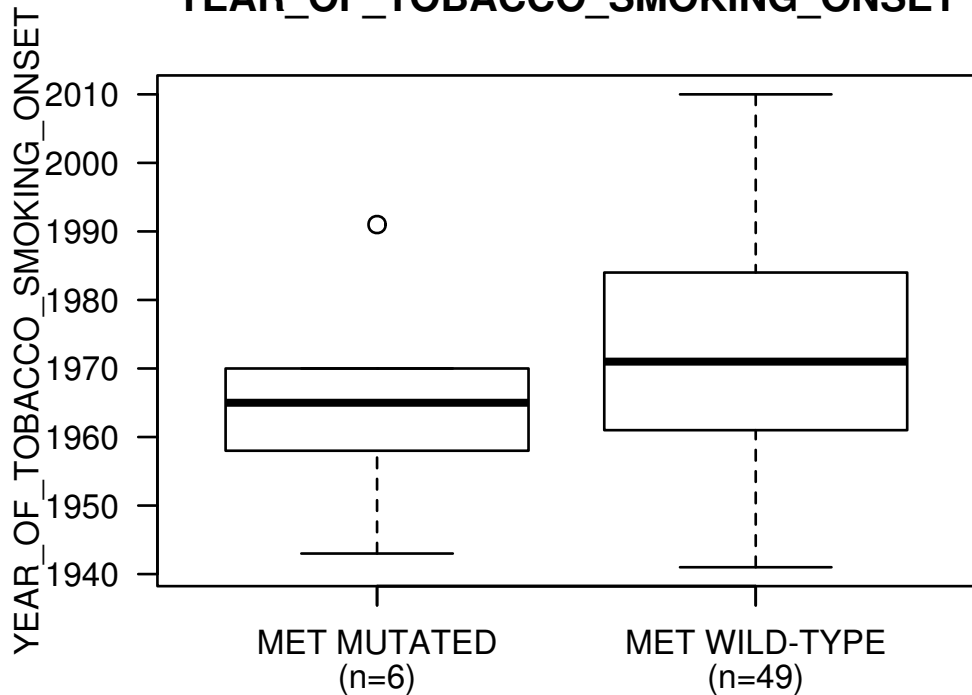 YEAR_OF_TOBACCO_SMOKING_ONSET
YEAR_OF_TOBACCO_SMOKING_ONSET
2010
2000
1990
1980
1970
1960
1950
1940
MET MUTATED
(n=6)
MET WILD-TYPE
(n=49)